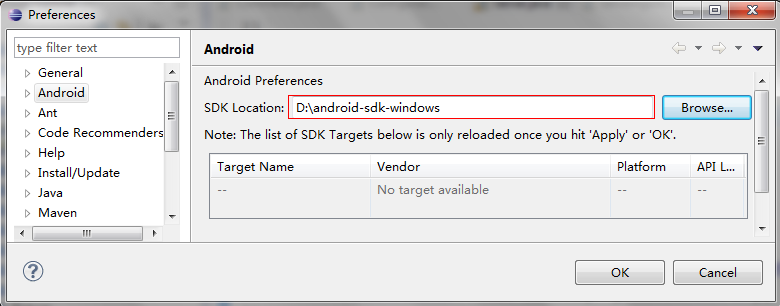 Preferences
type filter text
General
Android
Ant
Code Recommenders
Help
Install/Update
Java
Maven
Android
Android Preferences
SDK Location: D:\android-sdk-windows Browse...
Note: The list of SDK Targets below is only reloaded once you hit 'Apply' or 'OK'.
Target Name Vendor Platform API L...
-- No target available -- --
? OK Cancel